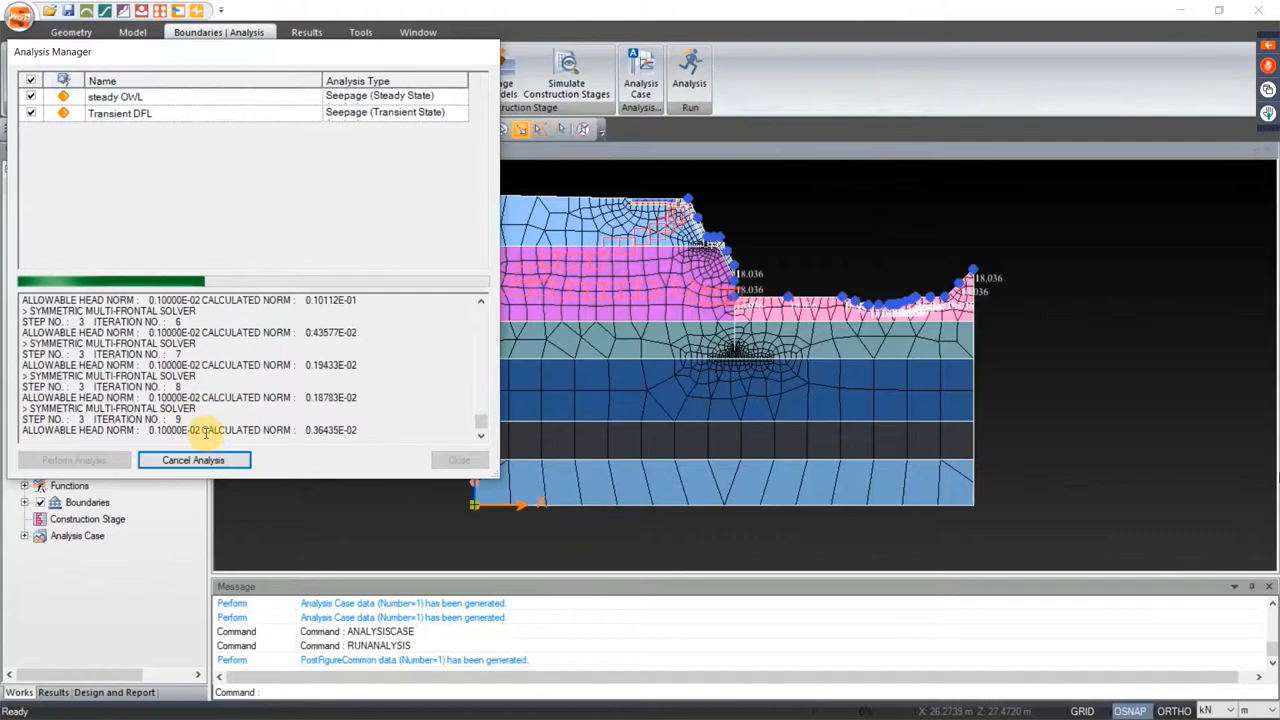 Geometry Model Boundaries | Analysis Results Tools Window
Analysis Manager
Name Analysis Type
steady OWL Seepage (Steady State)
Transient DFL Seepage (Transient State)
Simulate Construction Stages
Analysis Case
Analysis
Analysis... Run
ALLOWABLE HEAD NORM : 0.10000E-02 CALCULATED NORM : 0.10112E-01
> SYMMETRIC MULTI-FRONTAL SOLVER
STEP NO. : 3 ITERATION NO. : 6
ALLOWABLE HEAD NORM : 0.10000E-02 CALCULATED NORM : 0.43577E-02
> SYMMETRIC MULTI-FRONTAL SOLVER
STEP NO. : 3 ITERATION NO. : 7
ALLOWABLE HEAD NORM : 0.10000E-02 CALCULATED NORM : 0.19433E-02
> SYMMETRIC MULTI-FRONTAL SOLVER
STEP NO. : 3 ITERATION NO. : 8
ALLOWABLE HEAD NORM : 0.10000E-02 CALCULATED NORM : 0.18783E-02
> SYMMETRIC MULTI-FRONTAL SOLVER
STEP NO. : 3 ITERATION NO. : 9
ALLOWABLE HEAD NORM : 0.10000E-02 CALCULATED NORM : 0.36435E-02
Perform Analysis Cancel Analysis Close
18.036
18.036
18.036
Functions
Boundaries
Construction Stage
Analysis Case
Message
Perform Analysis Case data (Number=1) has been generated.
Perform Analysis Case data (Number=1) has been generated.
Command Command : ANALYSISCASE
Command Command : RUNANALYSIS
Perform PostFigureCommon data (Number=1) has been generated.
Works Results Design and Report
Command :
Ready 0% X: 26.2739 m Z: 27.4720 m GRID OSNAP ORTHO kN m